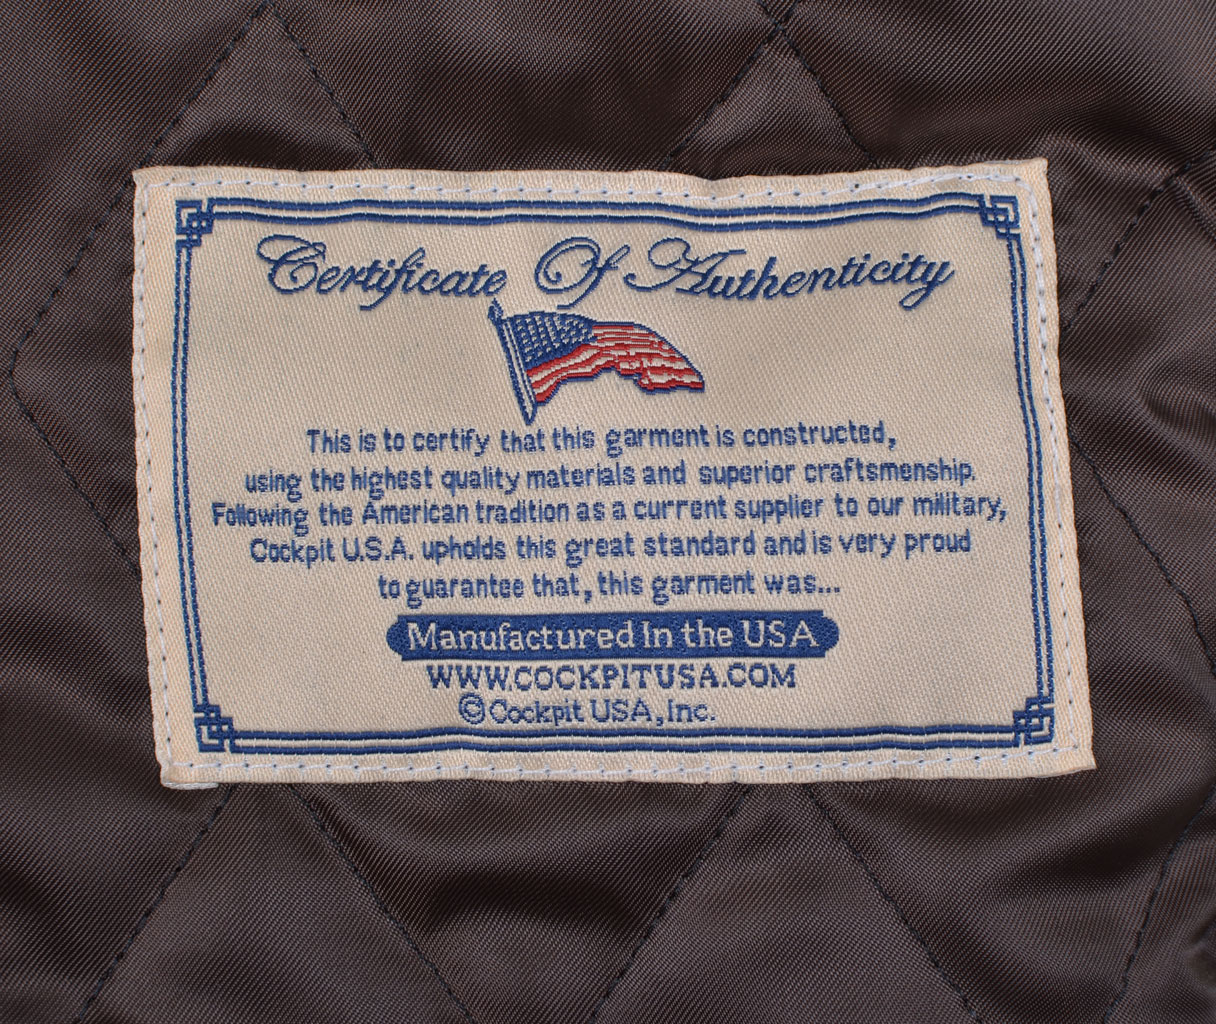 Certificate Of Authenticity
This is to certify that this garment is constructed,
using the highest quality materials and superior craftsmenship.
Following the American tradition as a current supplier to our military,
Cockpit U.S.A. upholds this great standard and is very proud
to guarantee that, this garment was...
Manufactured In the USA
WWW.COCKPITUSA.COM
©Cockpit USA, Inc.